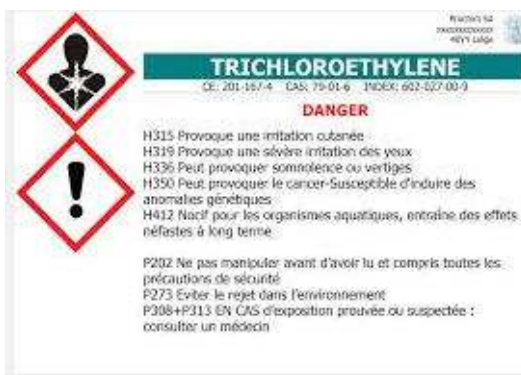 TRICHLOROETHYLENE
CE: 201-167-4 CAS: 79-01-6 INDEX: 602-027-00-9
DANGER
H315 Provoque une irritation cutanée
H319 Provoque une sévère irritation des yeux
H336 Peut provoquer somnolence ou vertiges
H350 Peut provoquer le cancer-Susceptible d'induire des
anomalies génétiques
H412 Nocif pour les organismes aquatiques, entraîne des effets
néfastes à long terme
P202 Ne pas manipuler avant d'avoir lu et compris toutes les
précautions de sécurité
P273 Eviter le rejet dans l'environnement
P308+P313 EN CAS d'exposition prouvée ou suspectée :
consulter un médecin